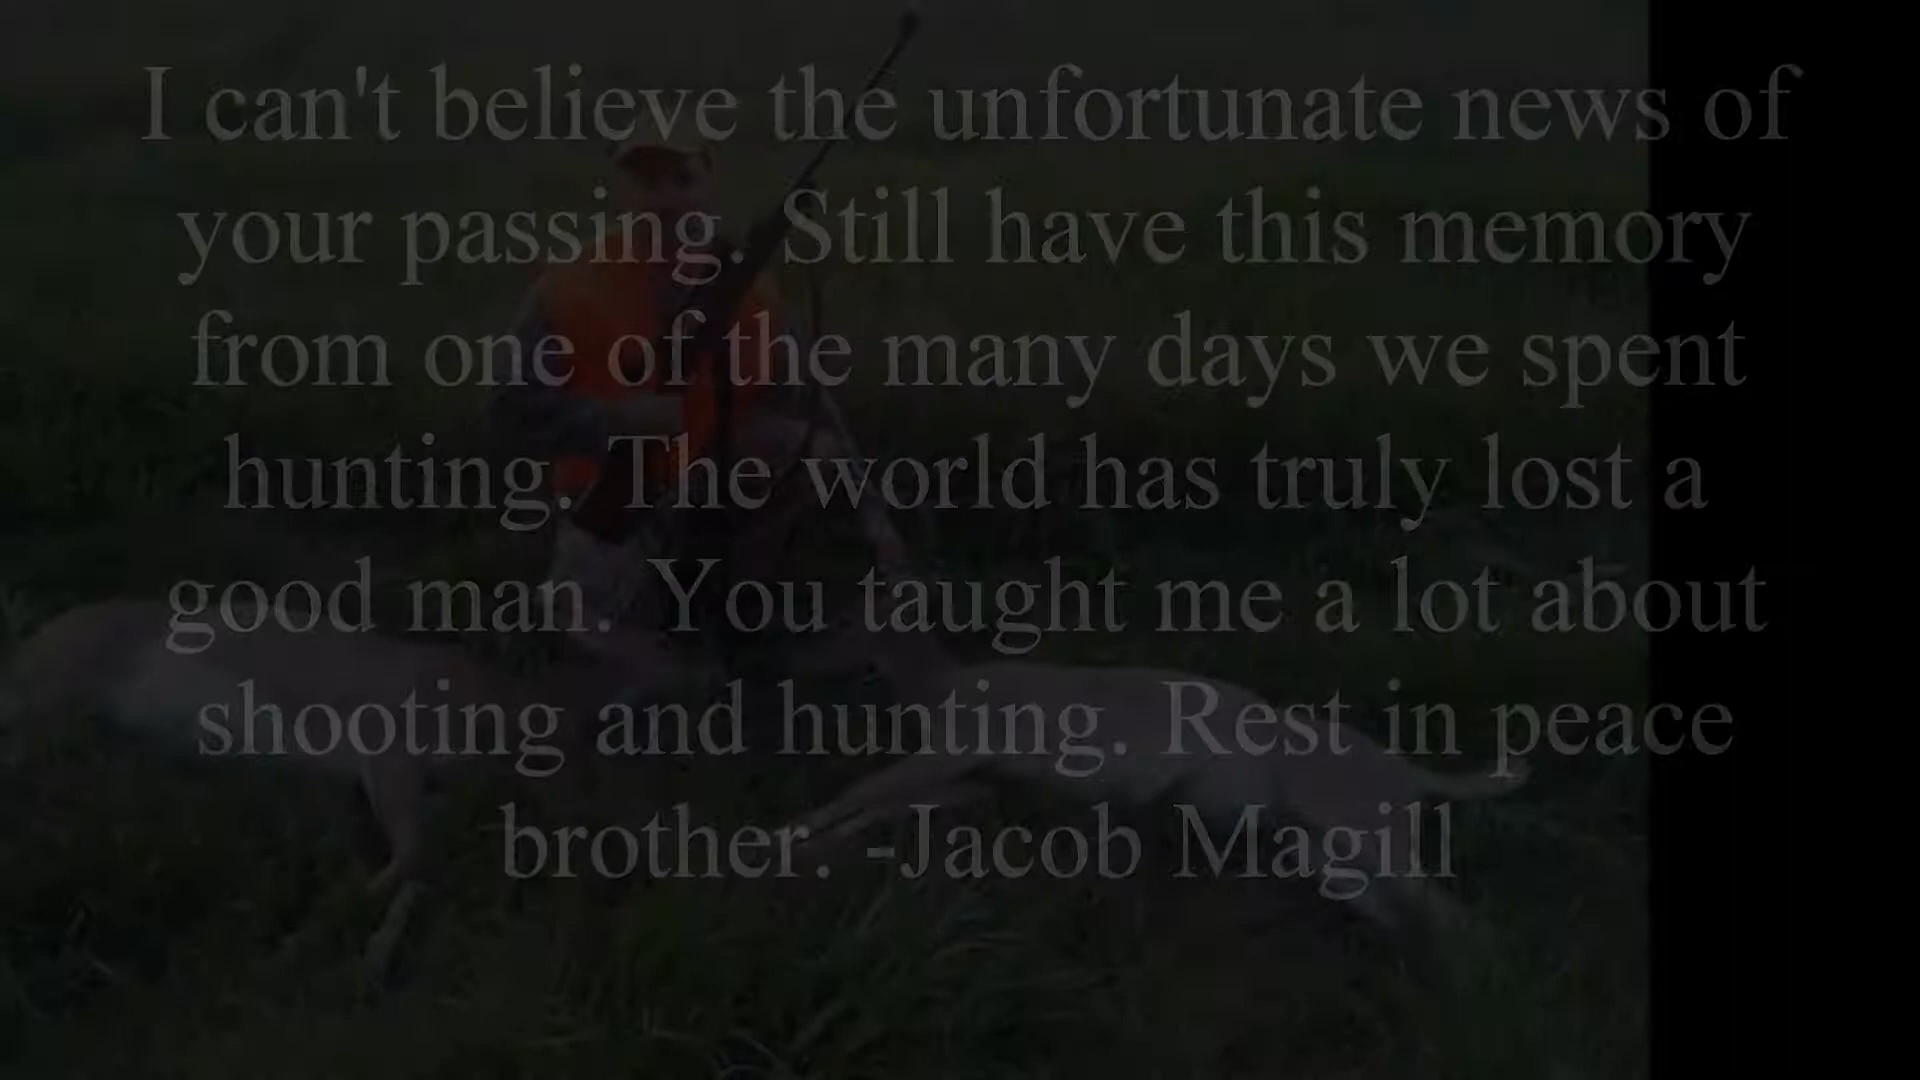 I can't believe the unfortunate news of
your passing. Still have this memory
from one of the many days we spent
hunting. The world has truly lost a
good man. You taught me a lot about
shooting and hunting. Rest in peace
brother. -Jacob Magill